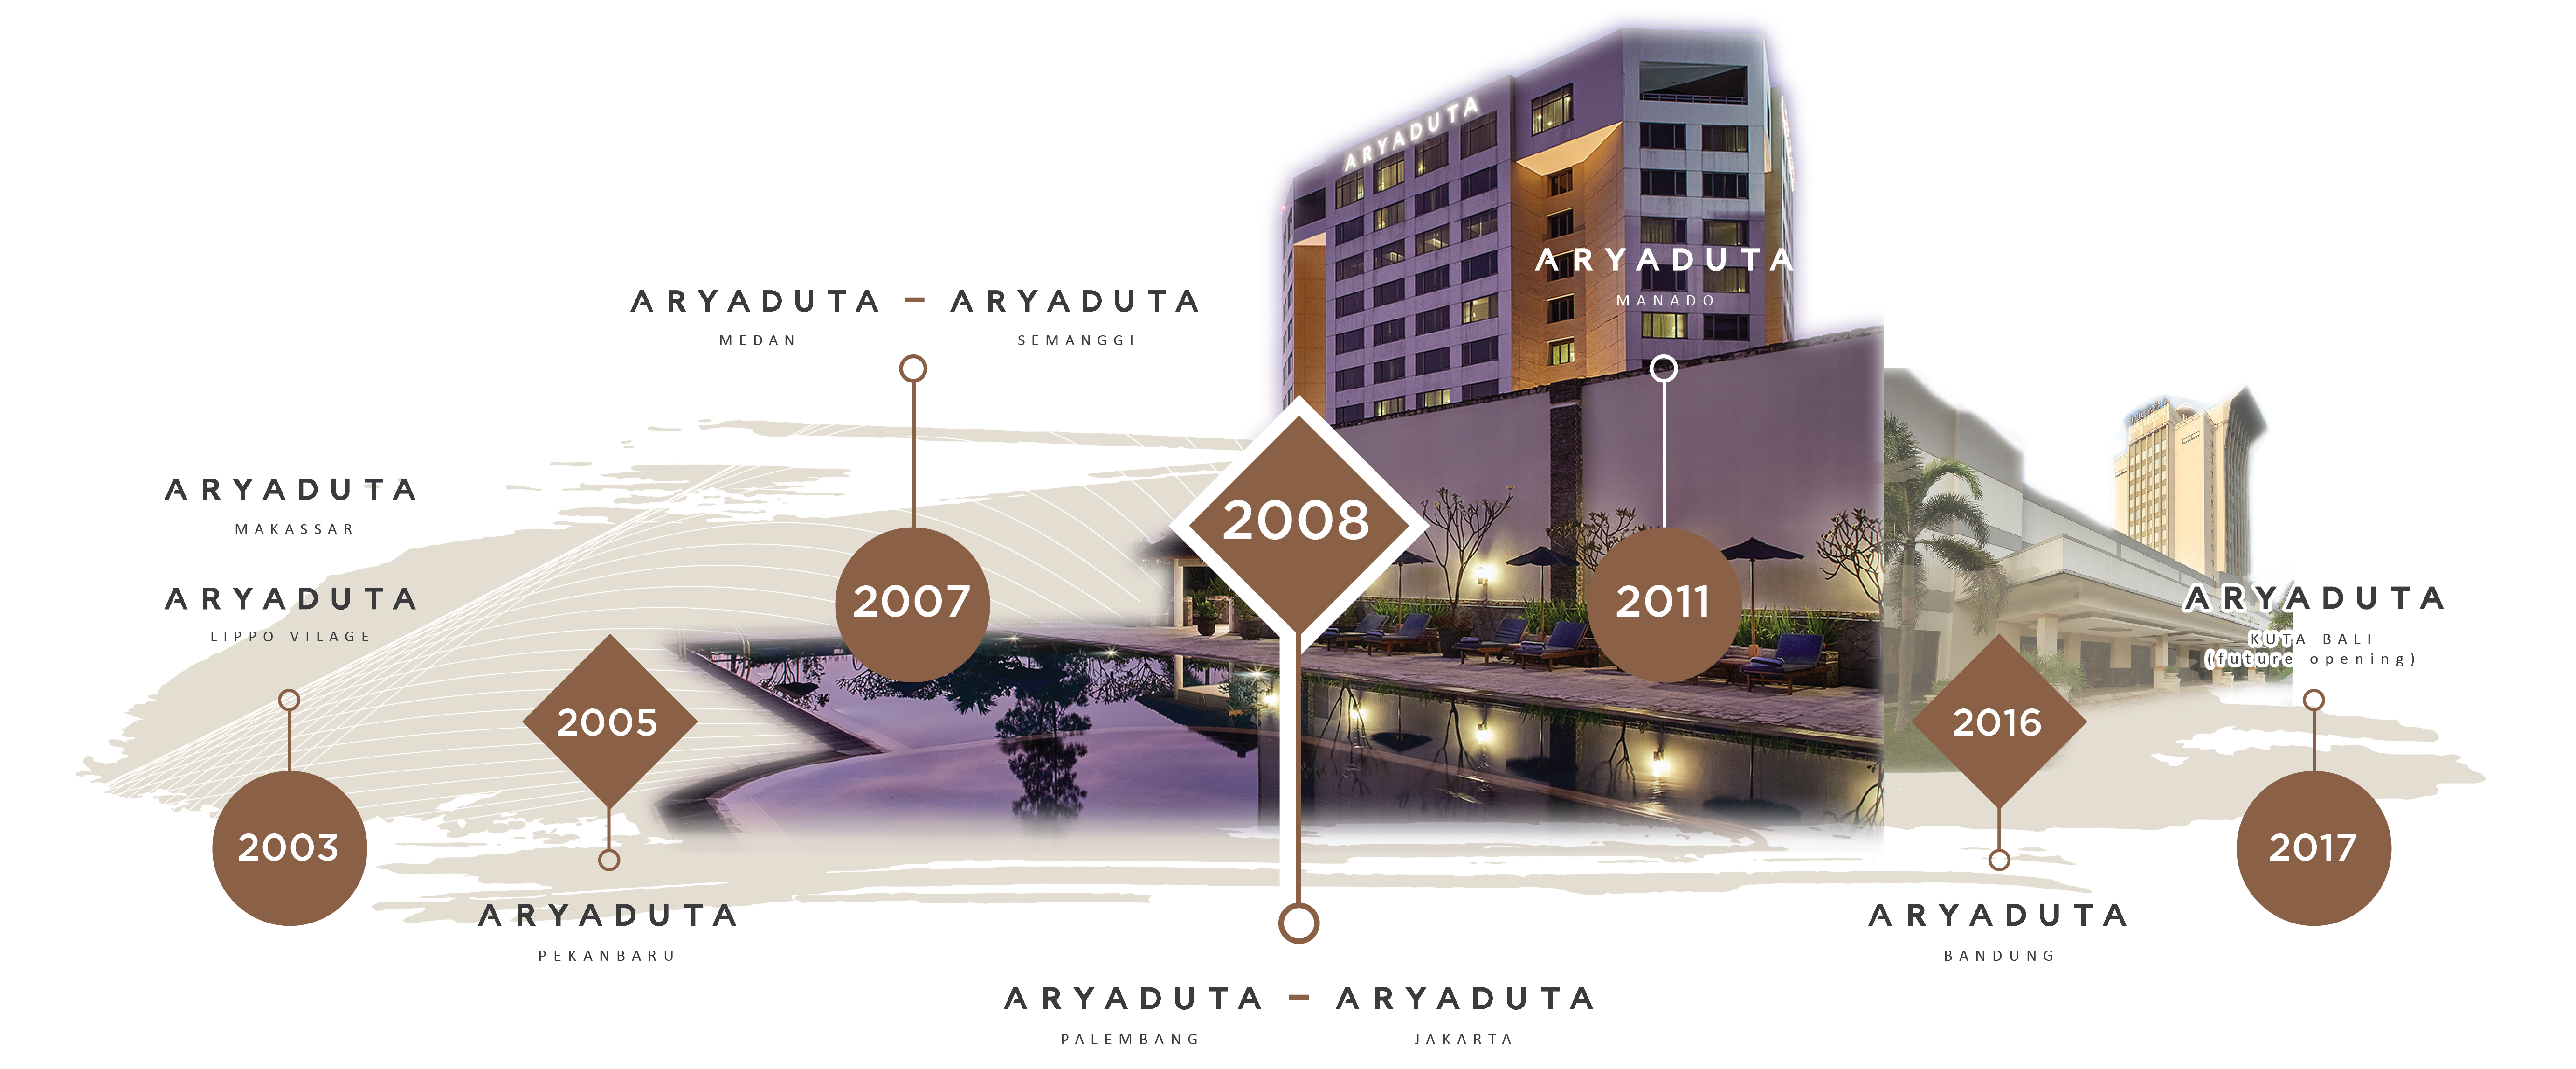 ARYADUTA
ARYADUTA
MANADO
ARYADUTA – ARYADUTA
MEDAN SEMANGGI
ARYADUTA
MAKASSAR
ARYADUTA
LIPPO VILAGE
2003
2005
ARYADUTA
PEKANBARU
2007
2008
ARYADUTA – ARYADUTA
PALEMBANG JAKARTA
2011
2016
ARYADUTA
BANDUNG
ARYADUTA
KUTA BALI
(future opening)
2017